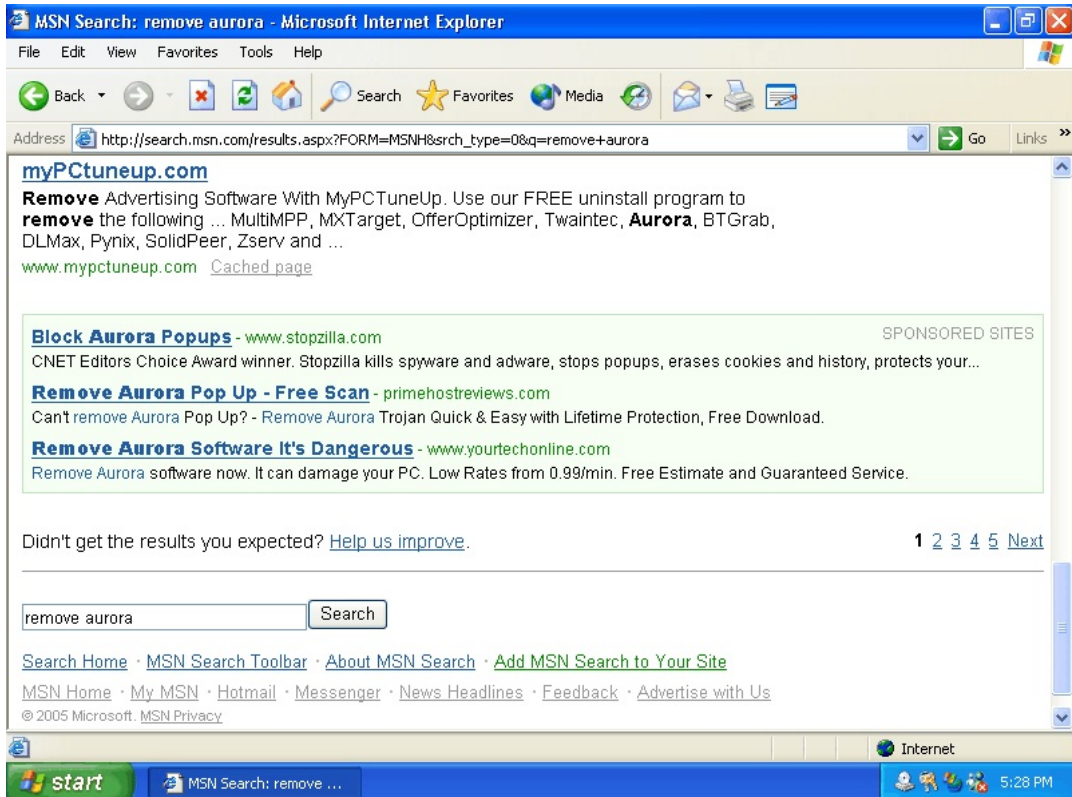 MSN Search: remove aurora - Microsoft Internet Explorer
File Edit View Favorites Tools Help
Back Search Favorites Media
Address http://search.msn.com/results.aspx?FORM=MSNH&srch_type=0&q=remove+aurora Go Links »
myPCtuneup.com
Remove Advertising Software With MyPCTuneUp. Use our FREE uninstall program to
remove the following ... MultiMPP, MXTarget, OfferOptimizer, Twaintec, Aurora, BTGrab,
DLMax, Pynix, SolidPeer, Zserv and ...
www.mypctuneup.com Cached page
Block Aurora Popups - www.stopzilla.com SPONSORED SITES
CNET Editors Choice Award winner. Stopzilla kills spyware and adware, stops popups, erases cookies and history, protects your...
Remove Aurora Pop Up - Free Scan - primehostreviews.com
Can't remove Aurora Pop Up? - Remove Aurora Trojan Quick & Easy with Lifetime Protection, Free Download.
Remove Aurora Software It's Dangerous - www.yourtechonline.com
Remove Aurora software now. It can damage your PC. Low Rates from 0.99/min. Free Estimate and Guaranteed Service.
Didn't get the results you expected? Help us improve. 1 2 3 4 5 Next
remove aurora Search
Search Home · MSN Search Toolbar · About MSN Search · Add MSN Search to Your Site
MSN Home · My MSN · Hotmail · Messenger · News Headlines · Feedback · Advertise with Us
© 2005 Microsoft. MSN Privacy
Internet
start MSN Search: remove ... 5:28 PM